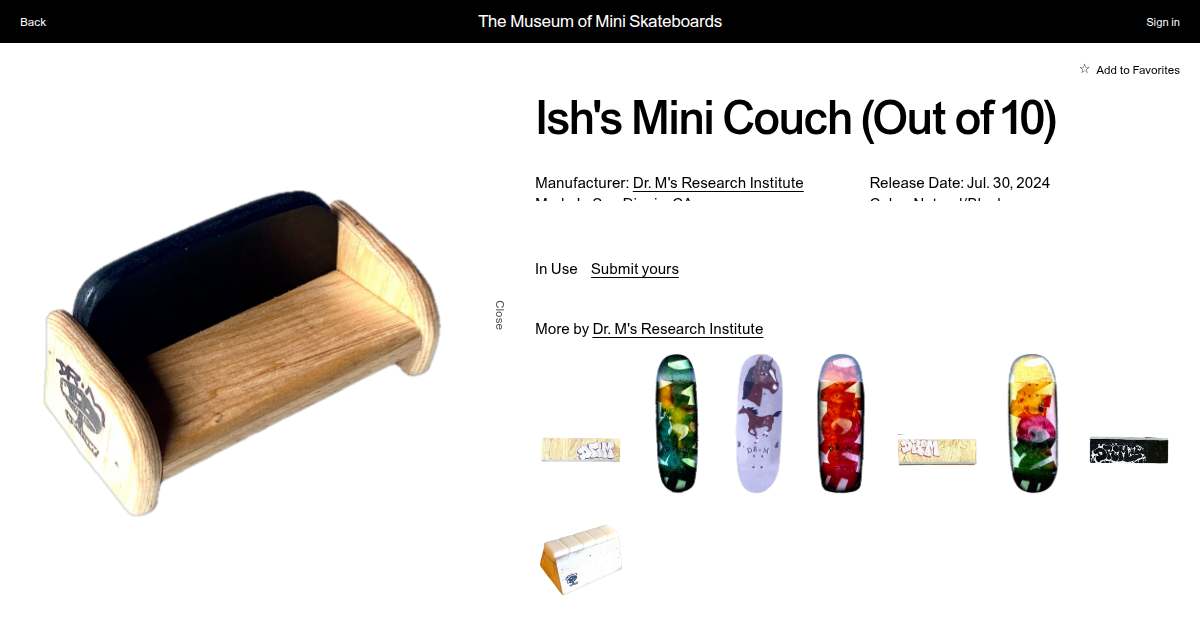 Back
The Museum of Mini Skateboards
Sign in
☆ Add to Favorites
Ish's Mini Couch (Out of 10)
Manufacturer: Dr. M's Research Institute
Release Date: Jul. 30, 2024
In Use Submit yours
Close
More by Dr. M's Research Institute
DR M